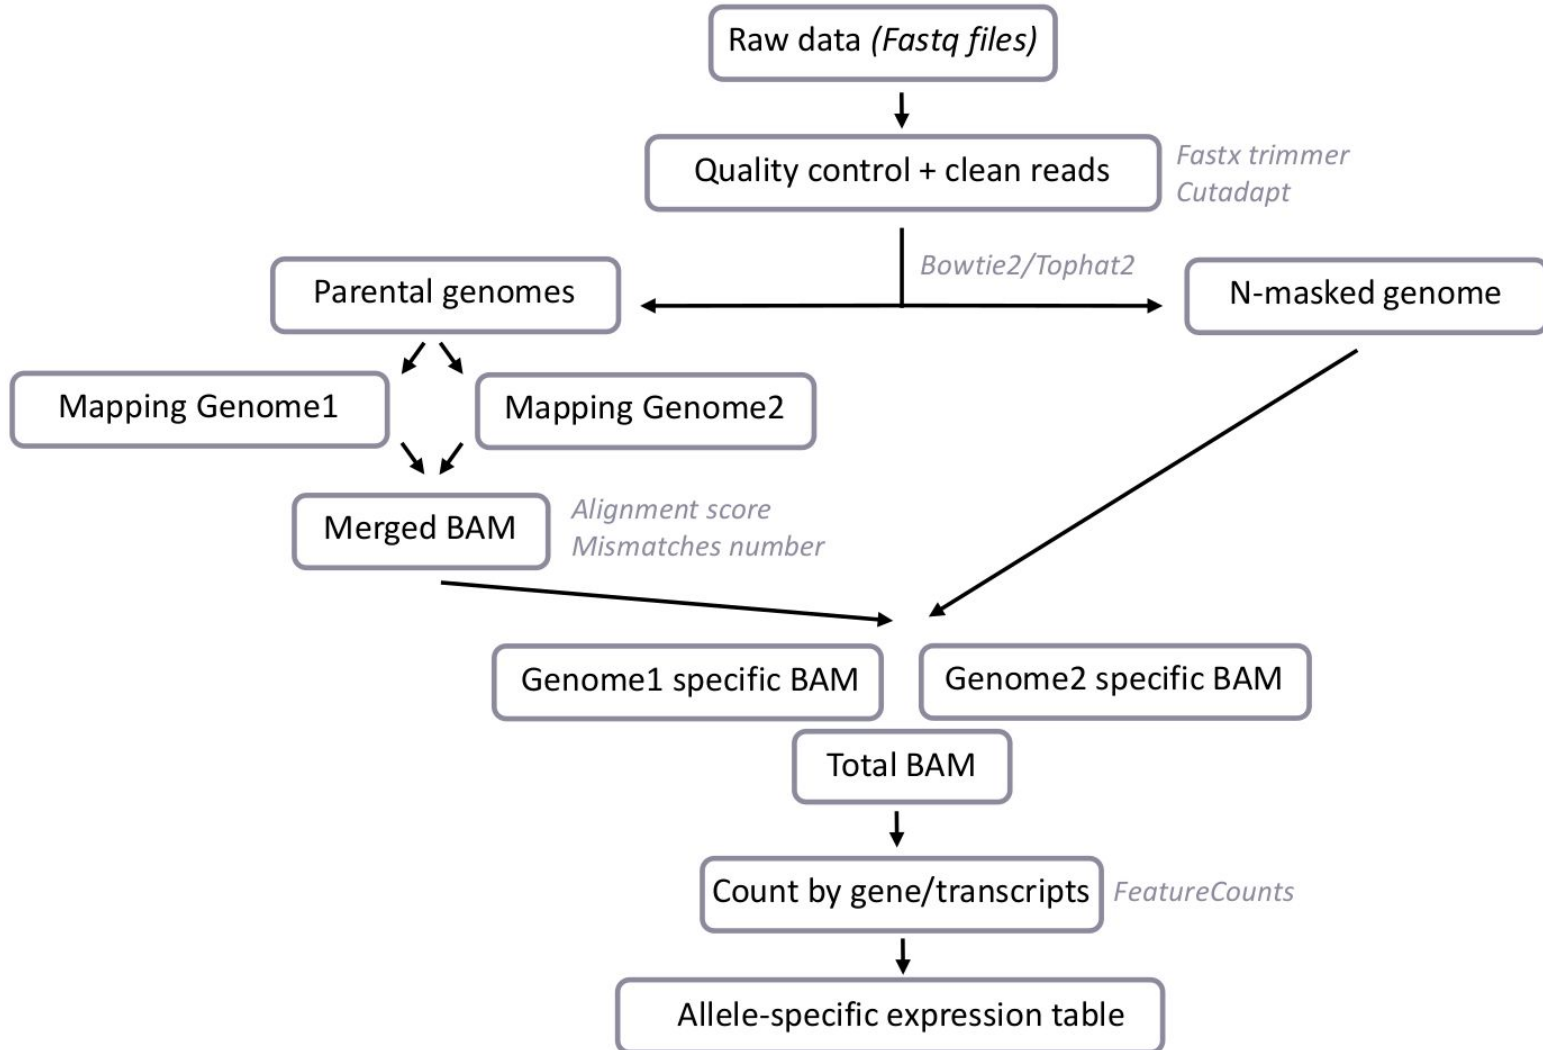 Raw data (Fastq files)
Quality control + clean reads
Fastx trimmer
Cutadapt
Bowtie2/Tophat2
Parental genomes
N-masked genome
Mapping Genome1
Mapping Genome2
Merged BAM
Alignment score
Mismatches number
Genome1 specific BAM
Genome2 specific BAM
Total BAM
Count by gene/transcripts
FeatureCounts
Allele-specific expression table